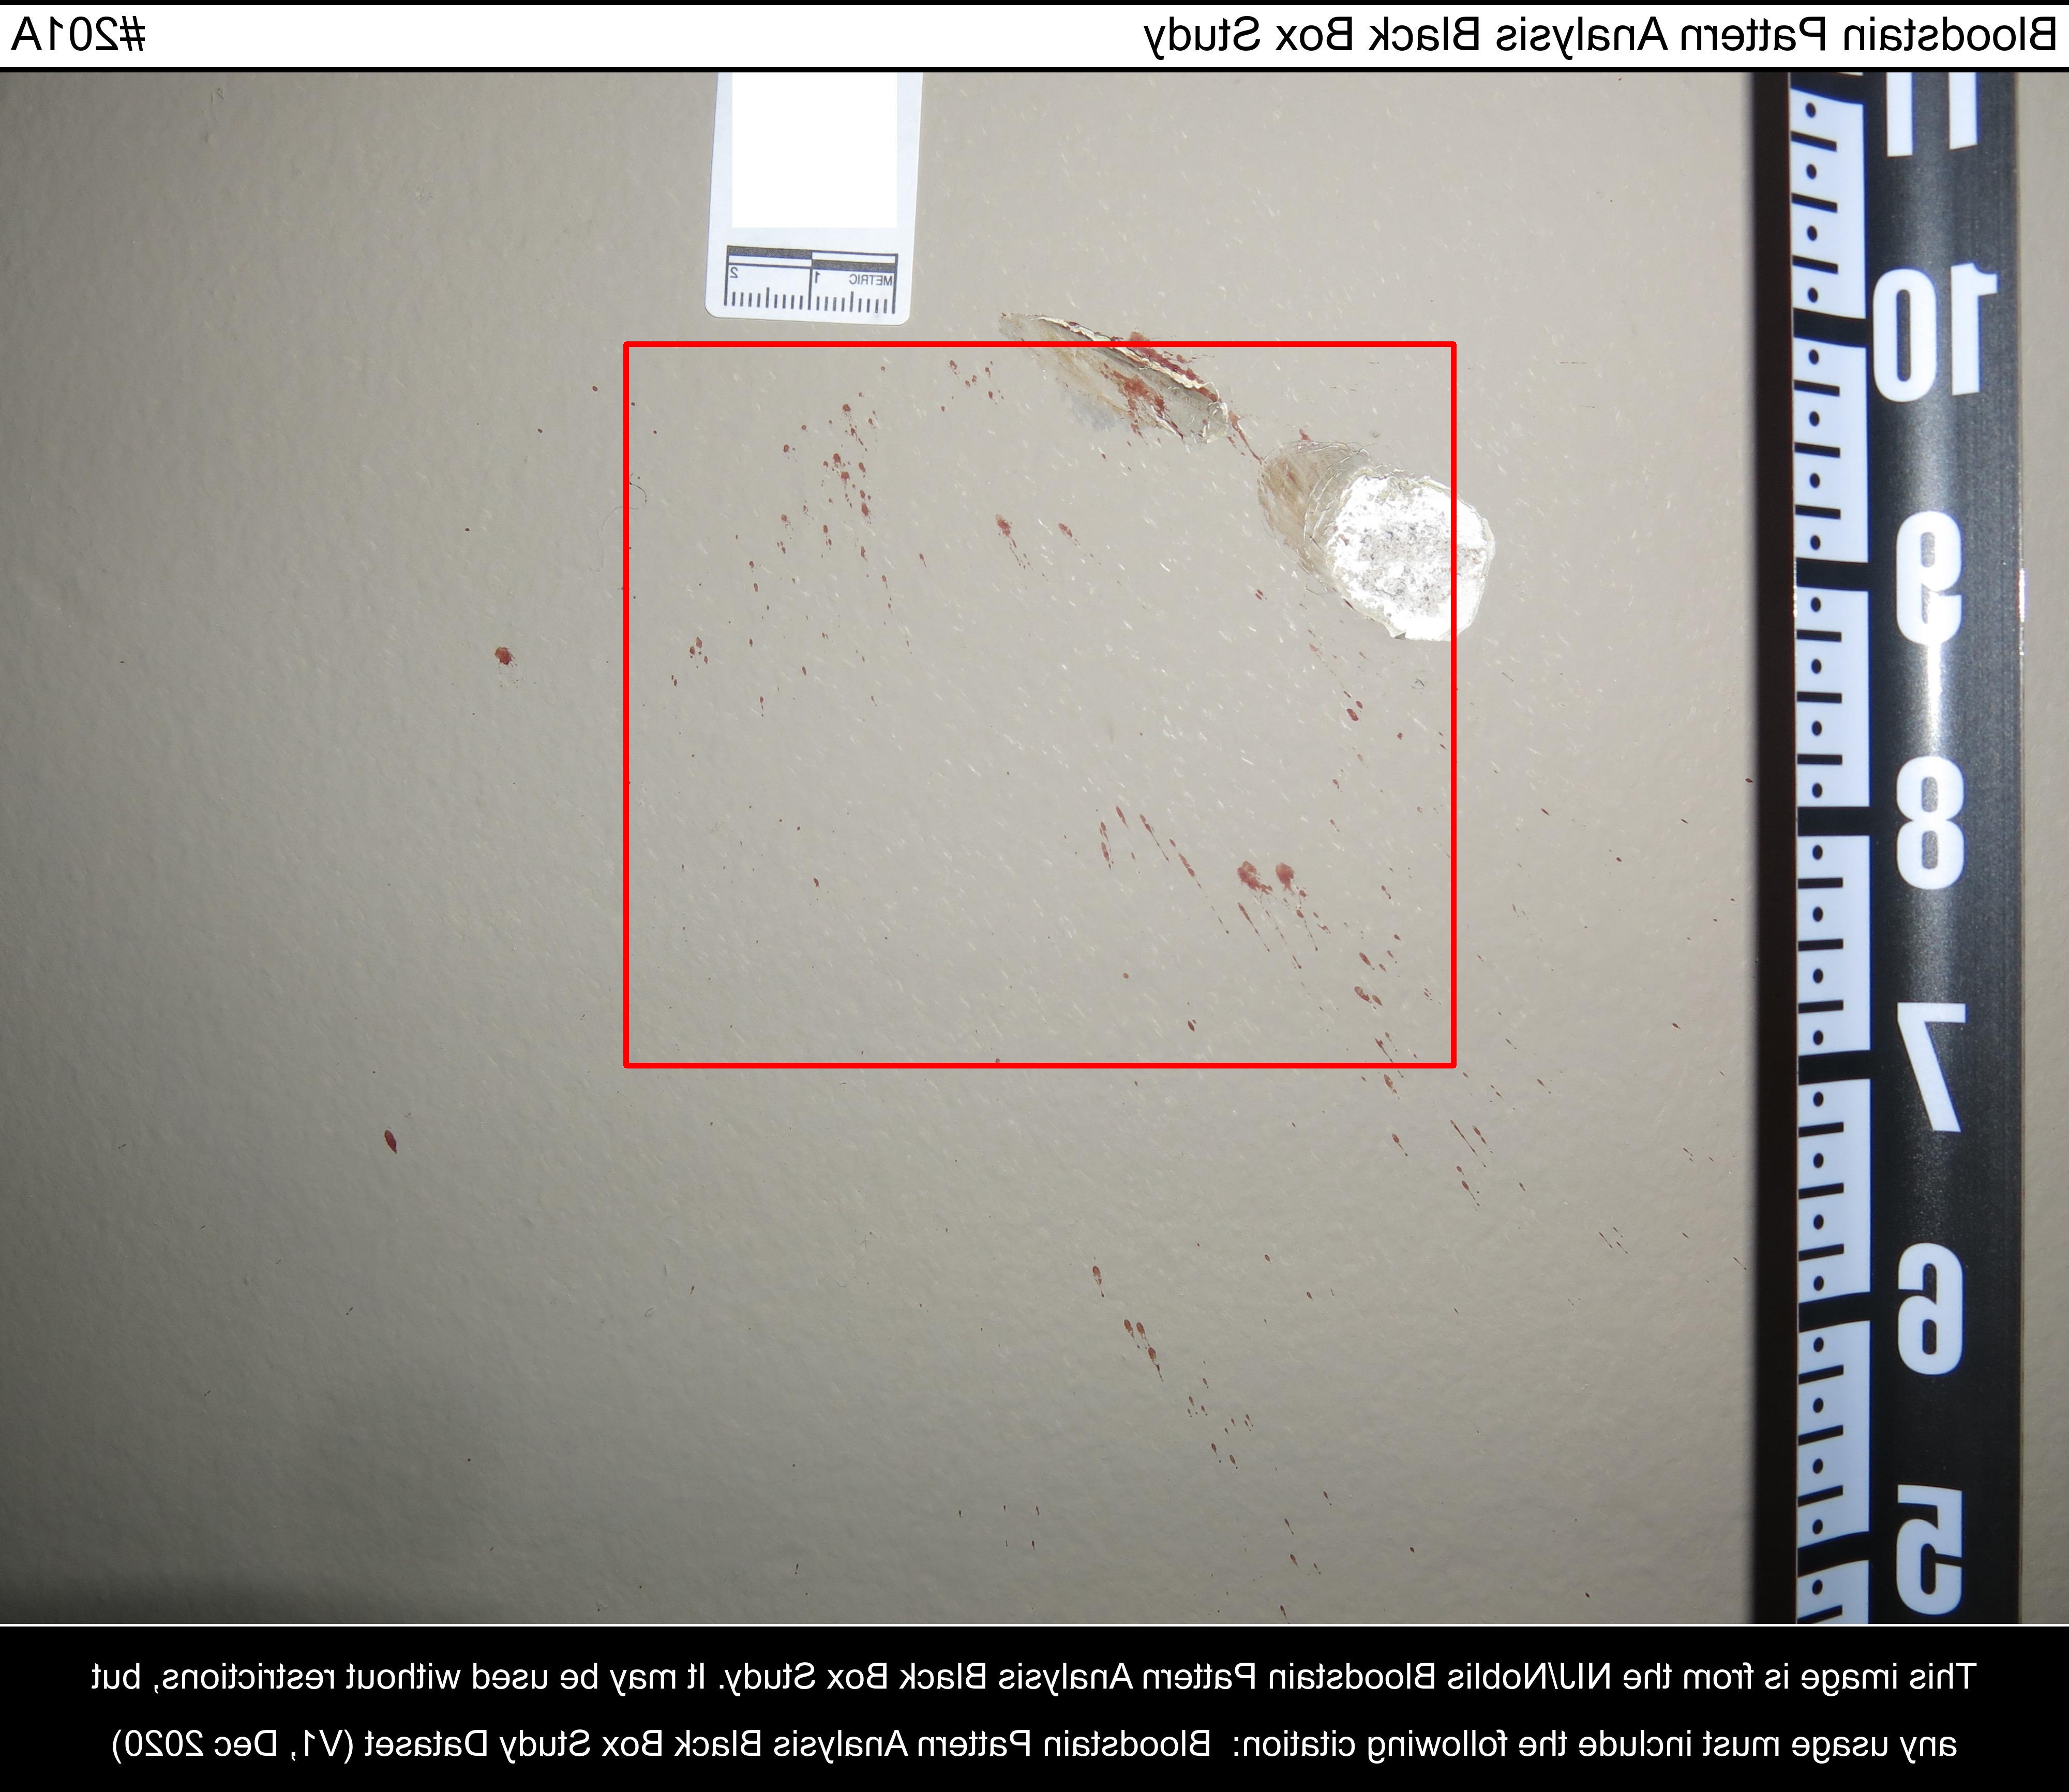 Bloodstain Pattern Analysis Black Box Study #201A
METRIC 1 2
11
10
9
8
7
6
5
This image is from the NIJ/Noblis Bloodstain Pattern Analysis Black Box Study. It may be used without restrictions, but
any usage must include the following citation: Bloodstain Pattern Analysis Black Box Study Dataset (V1, Dec 2020)